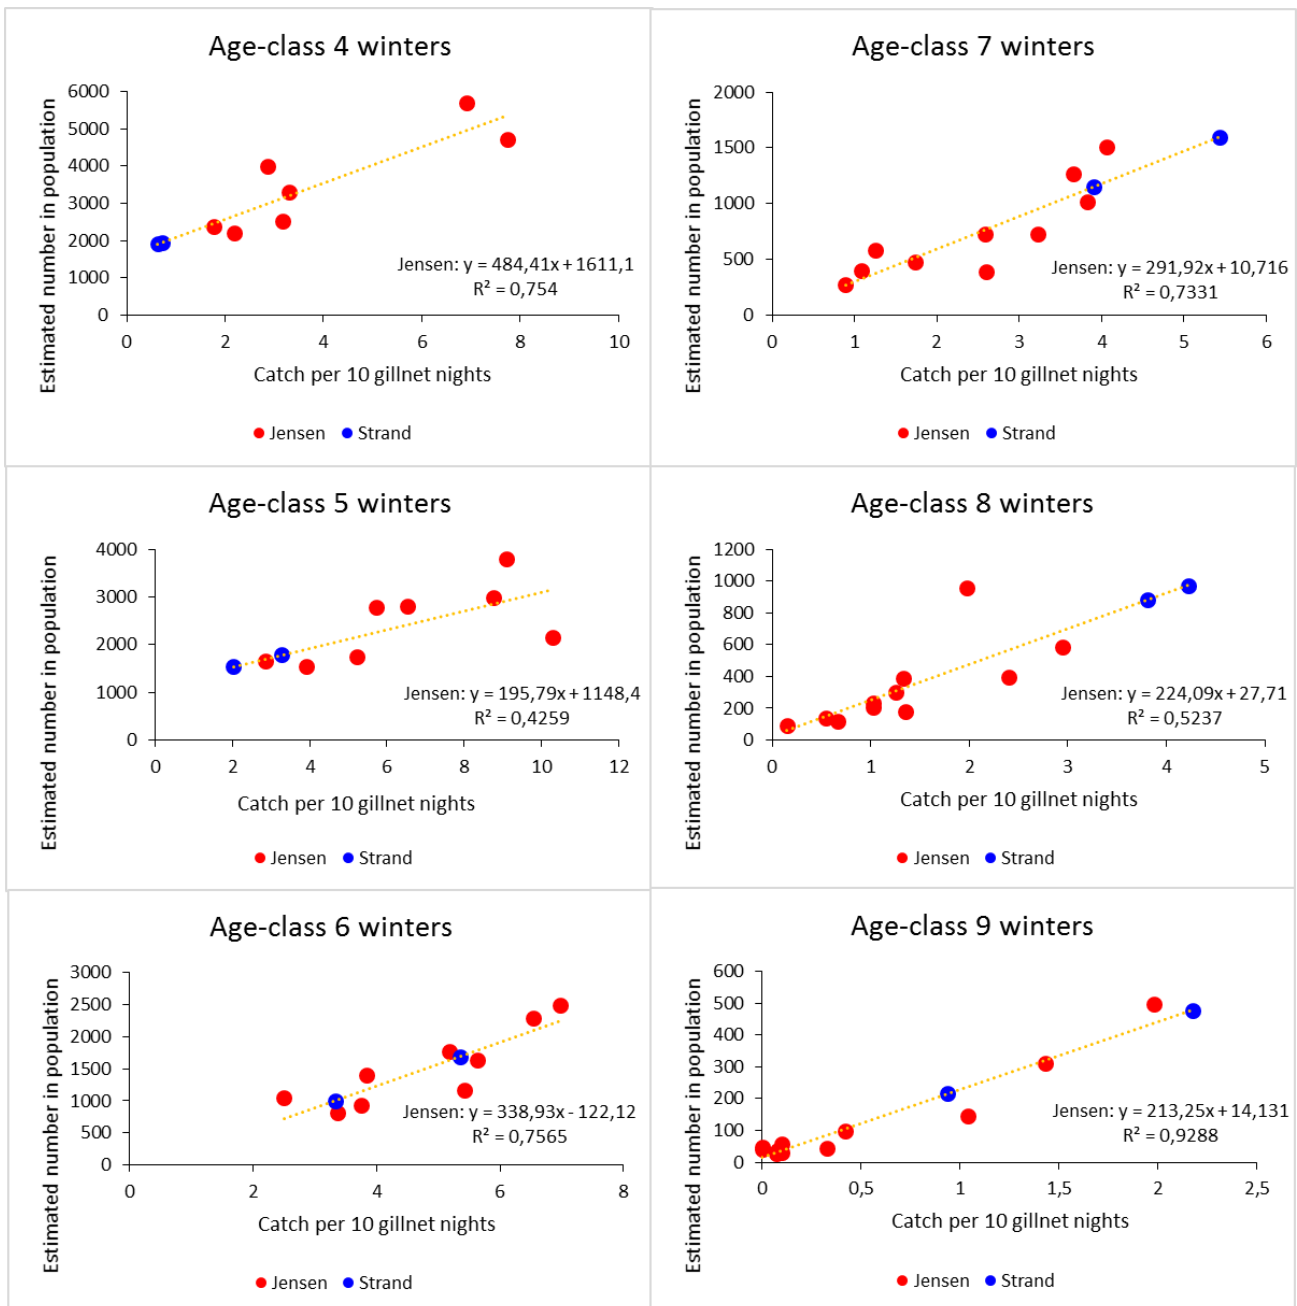 Age-class 4 winters
Estimated number in population
6000
5000
4000
3000
2000
1000
0
0 2 4 6 8 10
Jensen: y = 484,41x + 1611,1
R² = 0,754
Catch per 10 gillnet nights
Jensen Strand
Age-class 7 winters
Estimated number in population
2000
1500
1000
500
0
0 1 2 3 4 5 6
Jensen: y = 291,92x + 10,716
R² = 0,7331
Catch per 10 gillnet nights
Jensen Strand
Age-class 5 winters
Estimated number in population
4000
3000
2000
1000
0
0 2 4 6 8 10 12
Jensen: y = 195,79x + 1148,4
R² = 0,4259
Catch per 10 gillnet nights
Jensen Strand
Age-class 8 winters
Estimated number in population
1200
1000
800
600
400
200
0
0 1 2 3 4 5
Jensen: y = 224,09x + 27,71
R² = 0,5237
Catch per 10 gillnet nights
Jensen Strand
Age-class 6 winters
Estimated number in population
3000
2500
2000
1500
1000
500
0
0 2 4 6 8
Jensen: y = 338,93x - 122,12
R² = 0,7565
Catch per 10 gillnet nights
Jensen Strand
Age-class 9 winters
Estimated number in population
600
500
400
300
200
100
0
0 0,5 1 1,5 2 2,5
Jensen: y = 213,25x + 14,131
R² = 0,9288
Catch per 10 gillnet nights
Jensen Strand